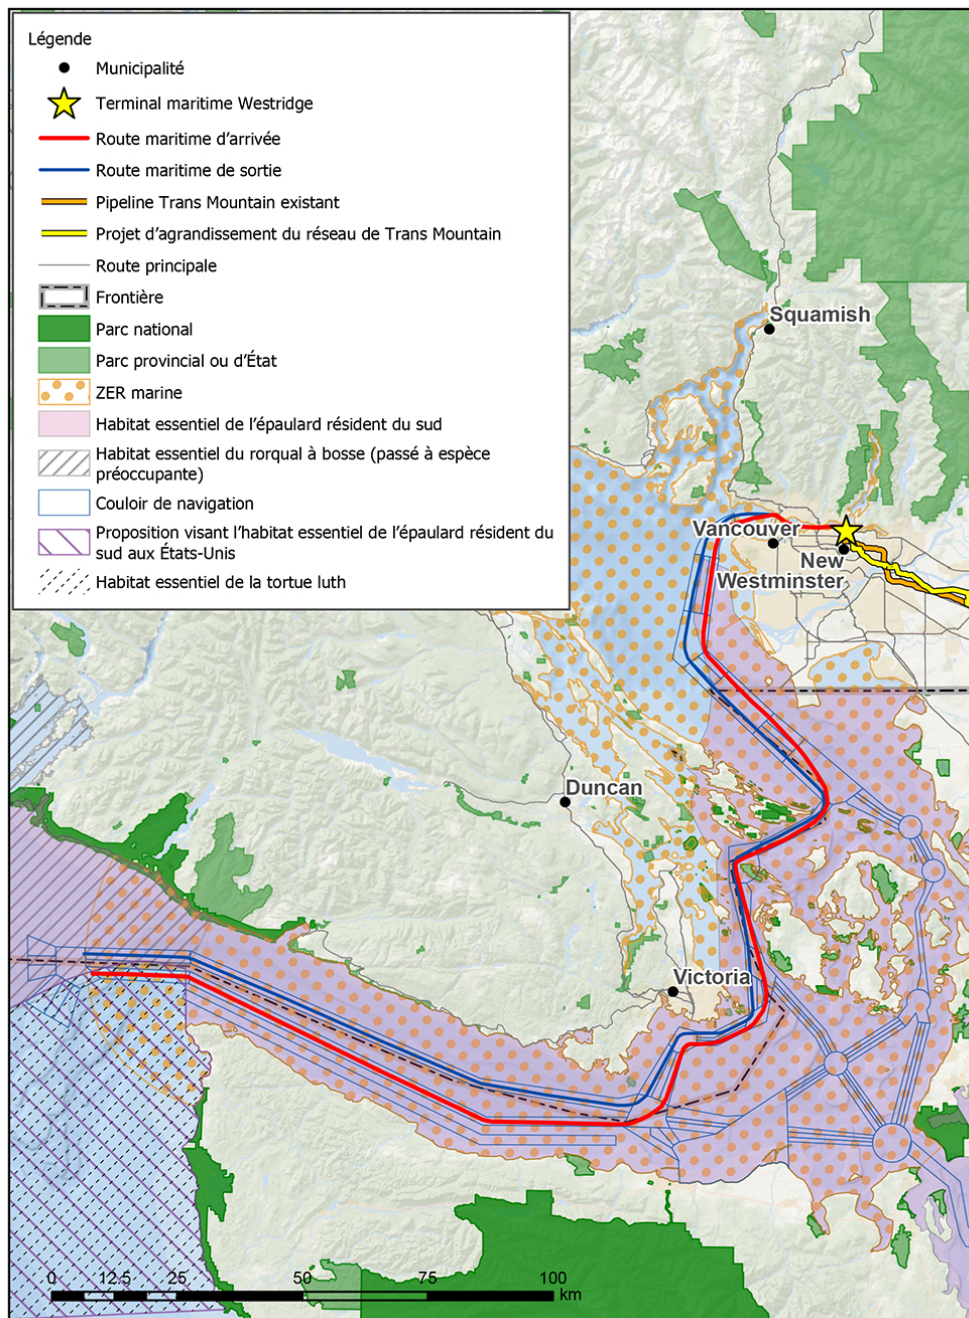 Légende
Municipalité
Terminal maritime Westridge
Route maritime d'arrivée
Route maritime de sortie
Pipeline Trans Mountain existant
Projet d'agrandissement du réseau de Trans Mountain
Route principale
Frontière
Parc national
Parc provincial ou d'État
ZER marine
Habitat essentiel de l'épaulard résident du sud
Habitat essentiel du rorqual à bosse (passé à espèce
préoccupante)
Couloir de navigation
Proposition visant l'habitat essentiel de l'épaulard résident du
sud aux États-Unis
Habitat essentiel de la tortue luth
Squamish
Vancouver
New
Westminster
Duncan
Victoria
0 12.5 25 50 75 100
km